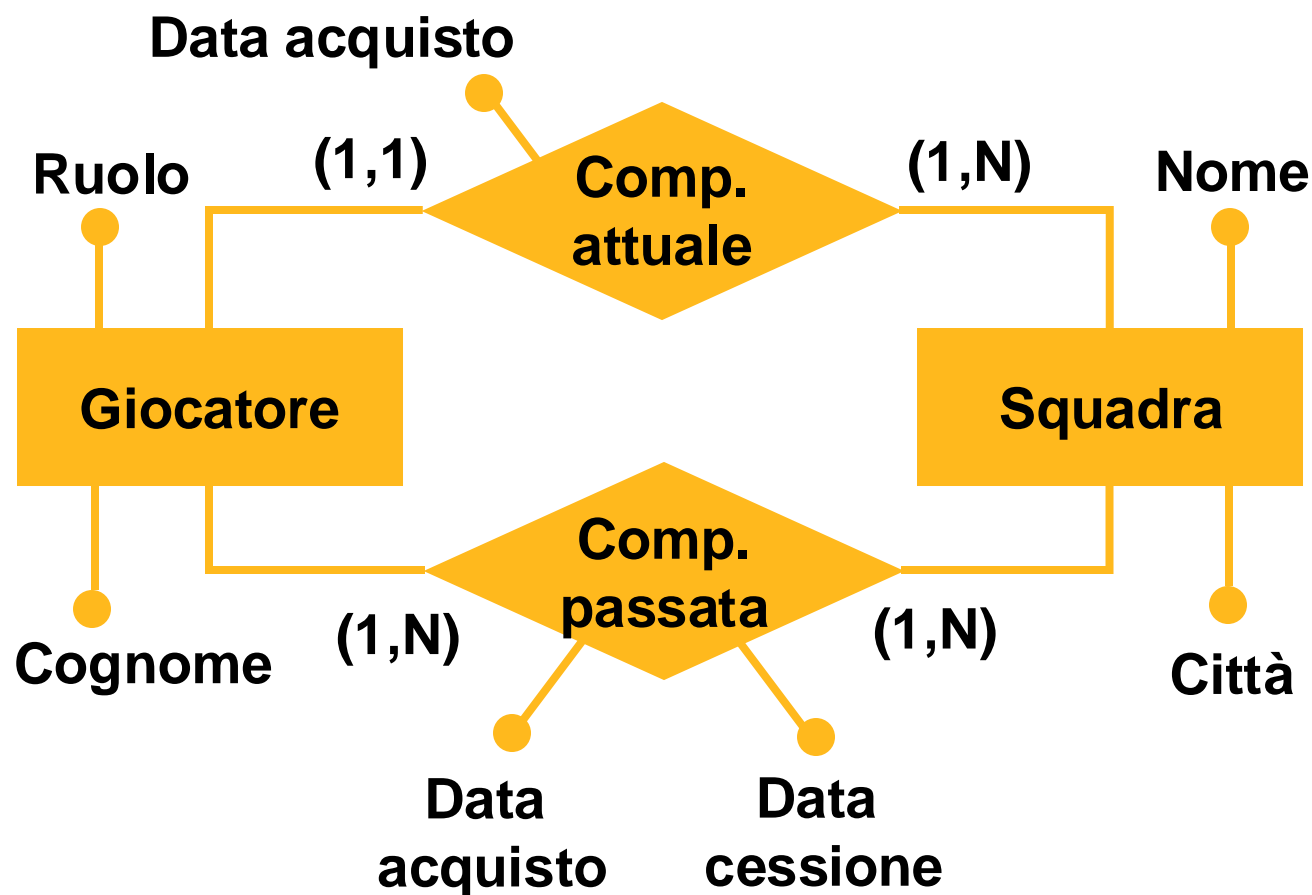 Data acquisto
Ruolo
(1,1)
Comp.
attuale
(1,N)
Nome
Giocatore
Squadra
Comp.
passata
Cognome
(1,N)
(1,N)
Città
Data
acquisto
Data
cessione